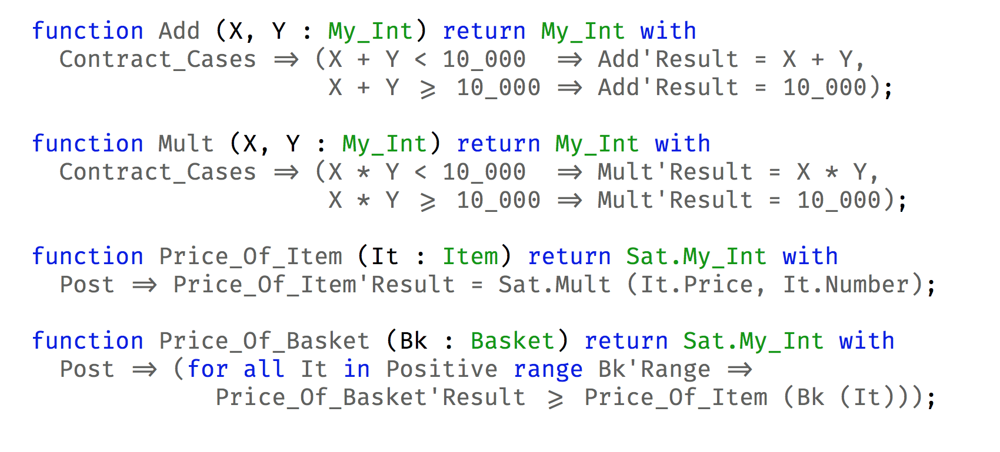 function Add (X, Y : My_Int) return My_Int with
  Contract_Cases => (X + Y < 10_000  => Add'Result = X + Y,
                     X + Y >= 10_000 => Add'Result = 10_000);

function Mult (X, Y : My_Int) return My_Int with
  Contract_Cases => (X * Y < 10_000  => Mult'Result = X * Y,
                     X * Y >= 10_000 => Mult'Result = 10_000);

function Price_Of_Item (It : Item) return Sat.My_Int with
  Post => Price_Of_Item'Result = Sat.Mult (It.Price, It.Number);

function Price_Of_Basket (Bk : Basket) return Sat.My_Int with
  Post => (for all It in Positive range Bk'Range =>
             Price_Of_Basket'Result >= Price_Of_Item (Bk (It)));